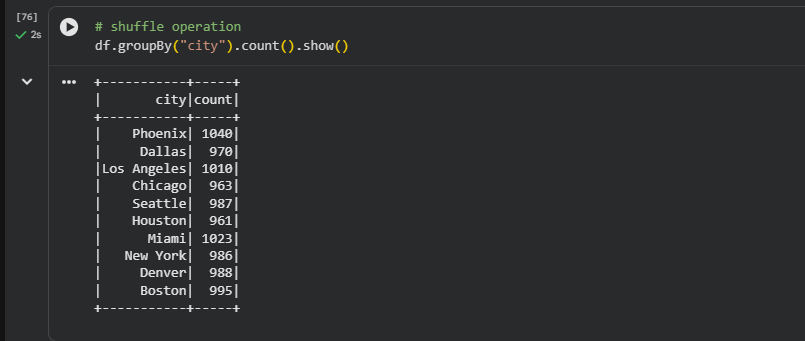 [76]
2s
# shuffle operation
df.groupBy("city").count().show()
+-----------+-----+
|       city|count|
+-----------+-----+
|    Phoenix| 1040|
|     Dallas|  970|
|Los Angeles| 1010|
|    Chicago|  963|
|    Seattle|  987|
|    Houston|  961|
|      Miami| 1023|
|   New York|  986|
|     Denver|  988|
|     Boston|  995|
+-----------+-----+